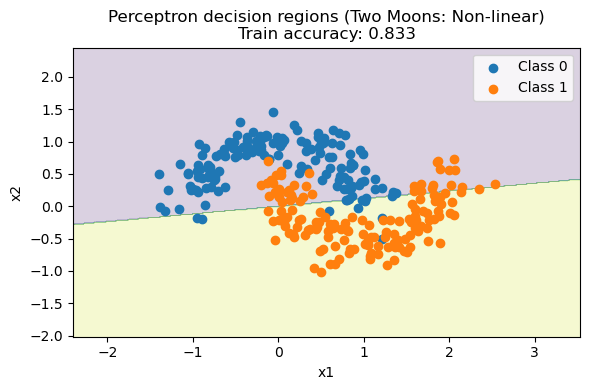 Perceptron decision regions (Two Moons: Non-linear)
Train accuracy: 0.833
Class 0
Class 1
x2
2.0
1.5
1.0
0.5
0.0
−0.5
−1.0
−1.5
−2.0
−2
−1
0
1
2
3
x1